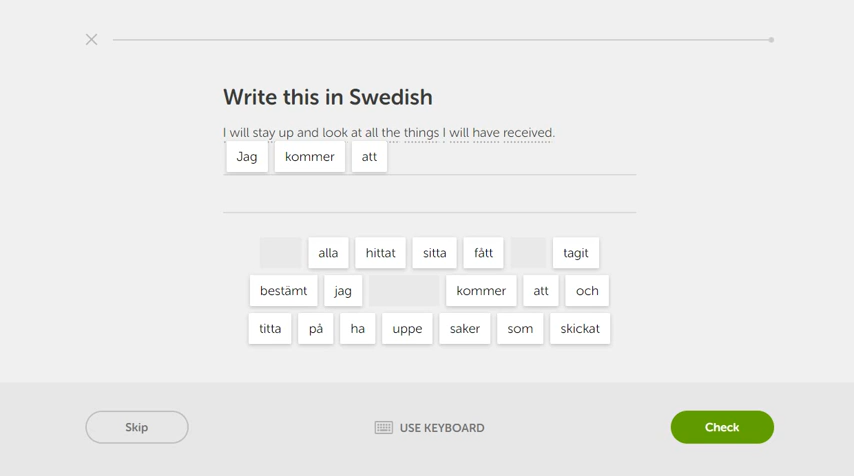 Write this in Swedish
I will stay up and look at all the things I will have received.
Jag kommer att
alla hittat sitta fått tagit
bestämt jag kommer att och
titta på ha uppe saker som skickat
Skip USE KEYBOARD Check